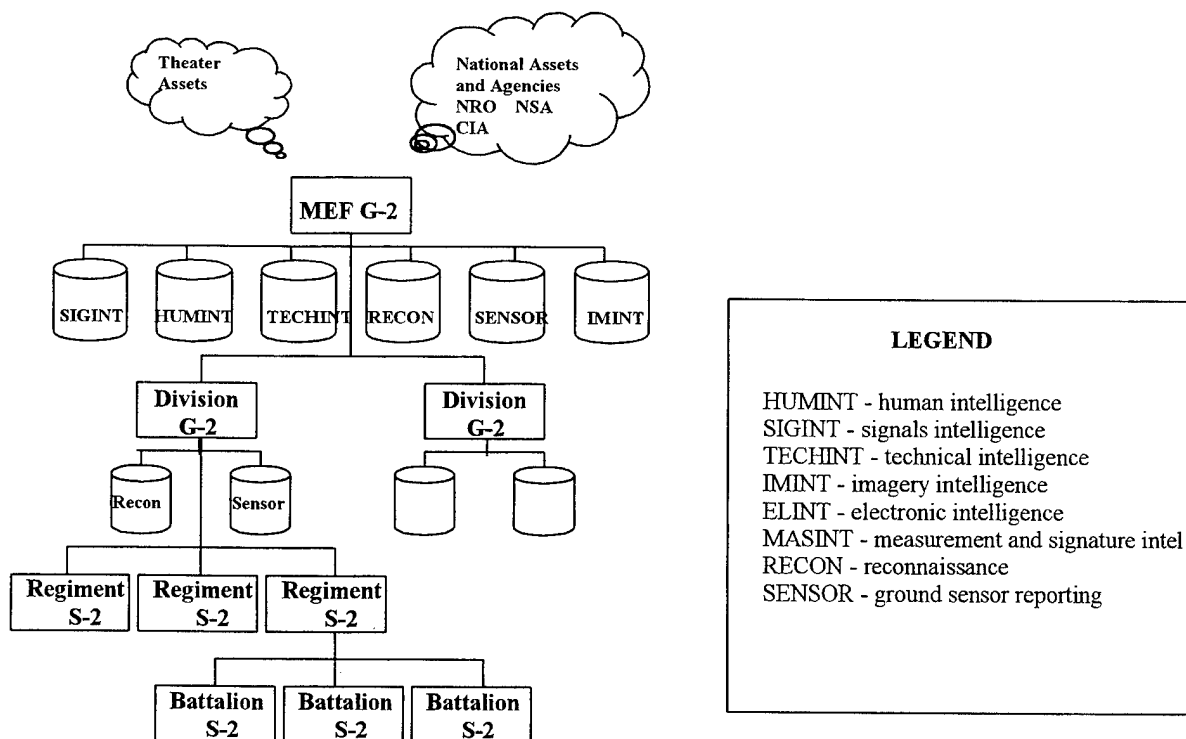 Theater
Assets
National Assets
and Agencies
NRO NSA
CIA
MEF G-2
SIGINT
HUMINT
TECHINT
RECON
SENSOR
IMINT
Division
G-2
Division
G-2
Recon
Sensor
Regiment
S-2
Regiment
S-2
Regiment
S-2
Battalion
S-2
Battalion
S-2
Battalion
S-2
LEGEND
HUMINT - human intelligence
SIGINT - signals intelligence
TECHINT - technical intelligence
IMINT - imagery intelligence
ELINT - electronic intelligence
MASINT - measurement and signature intel
RECON - reconnaissance
SENSOR - ground sensor reporting